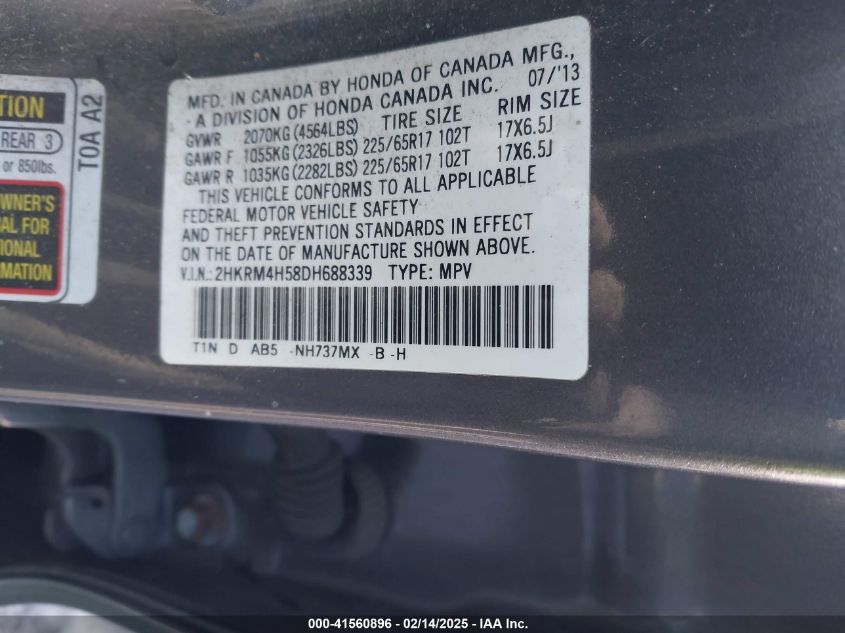 TION
REAR 3
or 850lbs.
WNER'S
AL FOR
TIONAL
RMATION
T0A A2
MFD. IN CANADA BY HONDA OF CANADA MFG.,
A DIVISION OF HONDA CANADA INC. 07/'13
GVWR 2070KG (4564LBS) TIRE SIZE RIM SIZE
GAWR F 1055KG (2326LBS) 225/65R17 102T 17X6.5J
GAWR R 1035KG (2282LBS) 225/65R17 102T 17X6.5J
THIS VEHICLE CONFORMS TO ALL APPLICABLE
FEDERAL MOTOR VEHICLE SAFETY
AND THEFT PREVENTION STANDARDS IN EFFECT
ON THE DATE OF MANUFACTURE SHOWN ABOVE.
V.I.N.: 2HKRM4H58DH688339 TYPE: MPV
T1N D AB5 -NH737MX -B -H
000-41560896 - 02/14/2025 - IAA Inc.